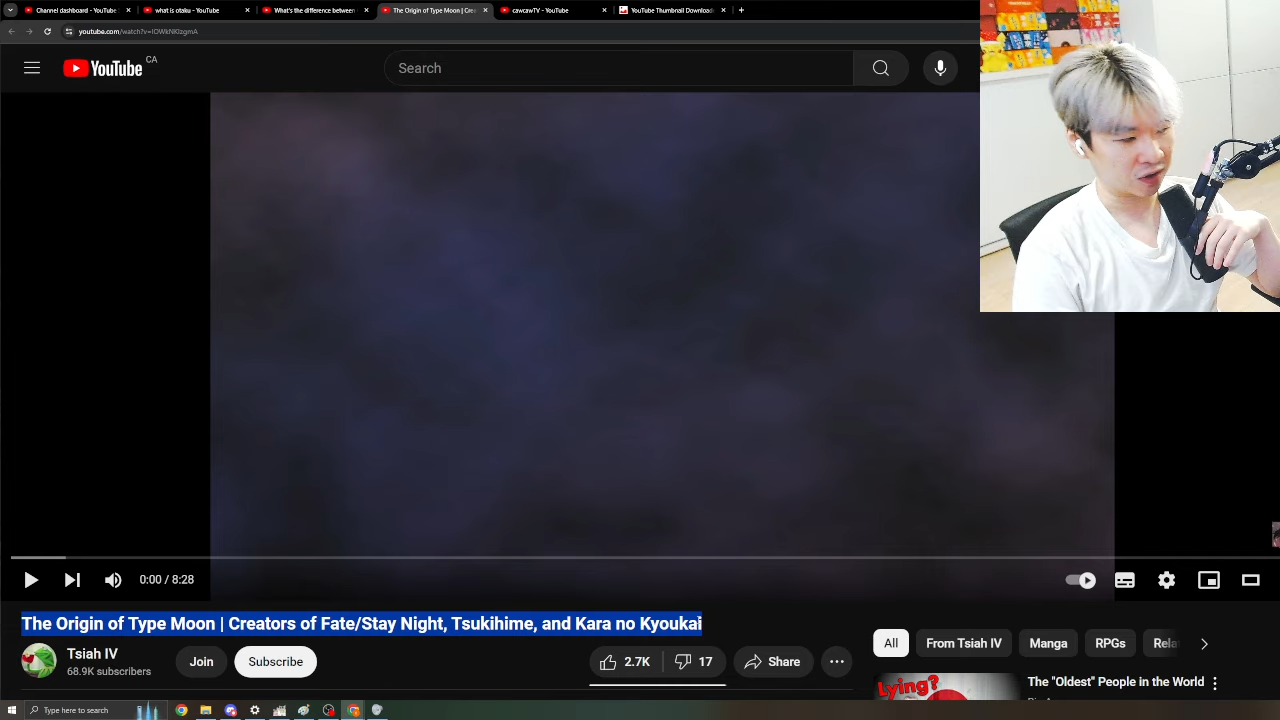 Channel dashboard - YouTube
what is otaku - YouTube
What's the difference between
The Origin of Type Moon | Crea
cawcawTV - YouTube
YouTube Thumbnail Download
youtube.com/watch?v=IOWkNKlzgmA
YouTube CA
Search
0:00 / 8:28
The Origin of Type Moon | Creators of Fate/Stay Night, Tsukihime, and Kara no Kyoukai
Tsiah IV
68.9K subscribers
Join
Subscribe
2.7K
17
Share
All
From Tsiah IV
Manga
RPGs
Rela
Lying?
The "Oldest" People in the World
Type here to search